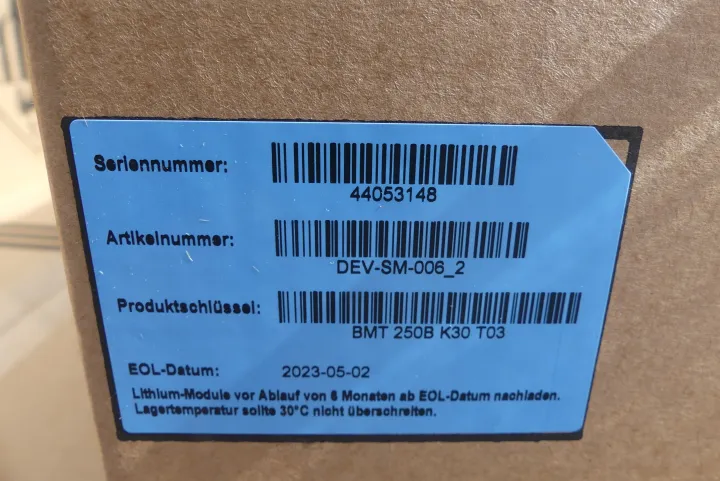 Seriennummer:
44053148
Artikelnummer:
DEV-SM-006_2
Produktschlüssel:
BMT 250B K30 T03
EOL-Datum: 2023-05-02
Lithium-Module vor Ablauf von 6 Monaten ab EOL-Datum nachladen.
Lagertemperatur sollte 30°C nicht überschreiten.